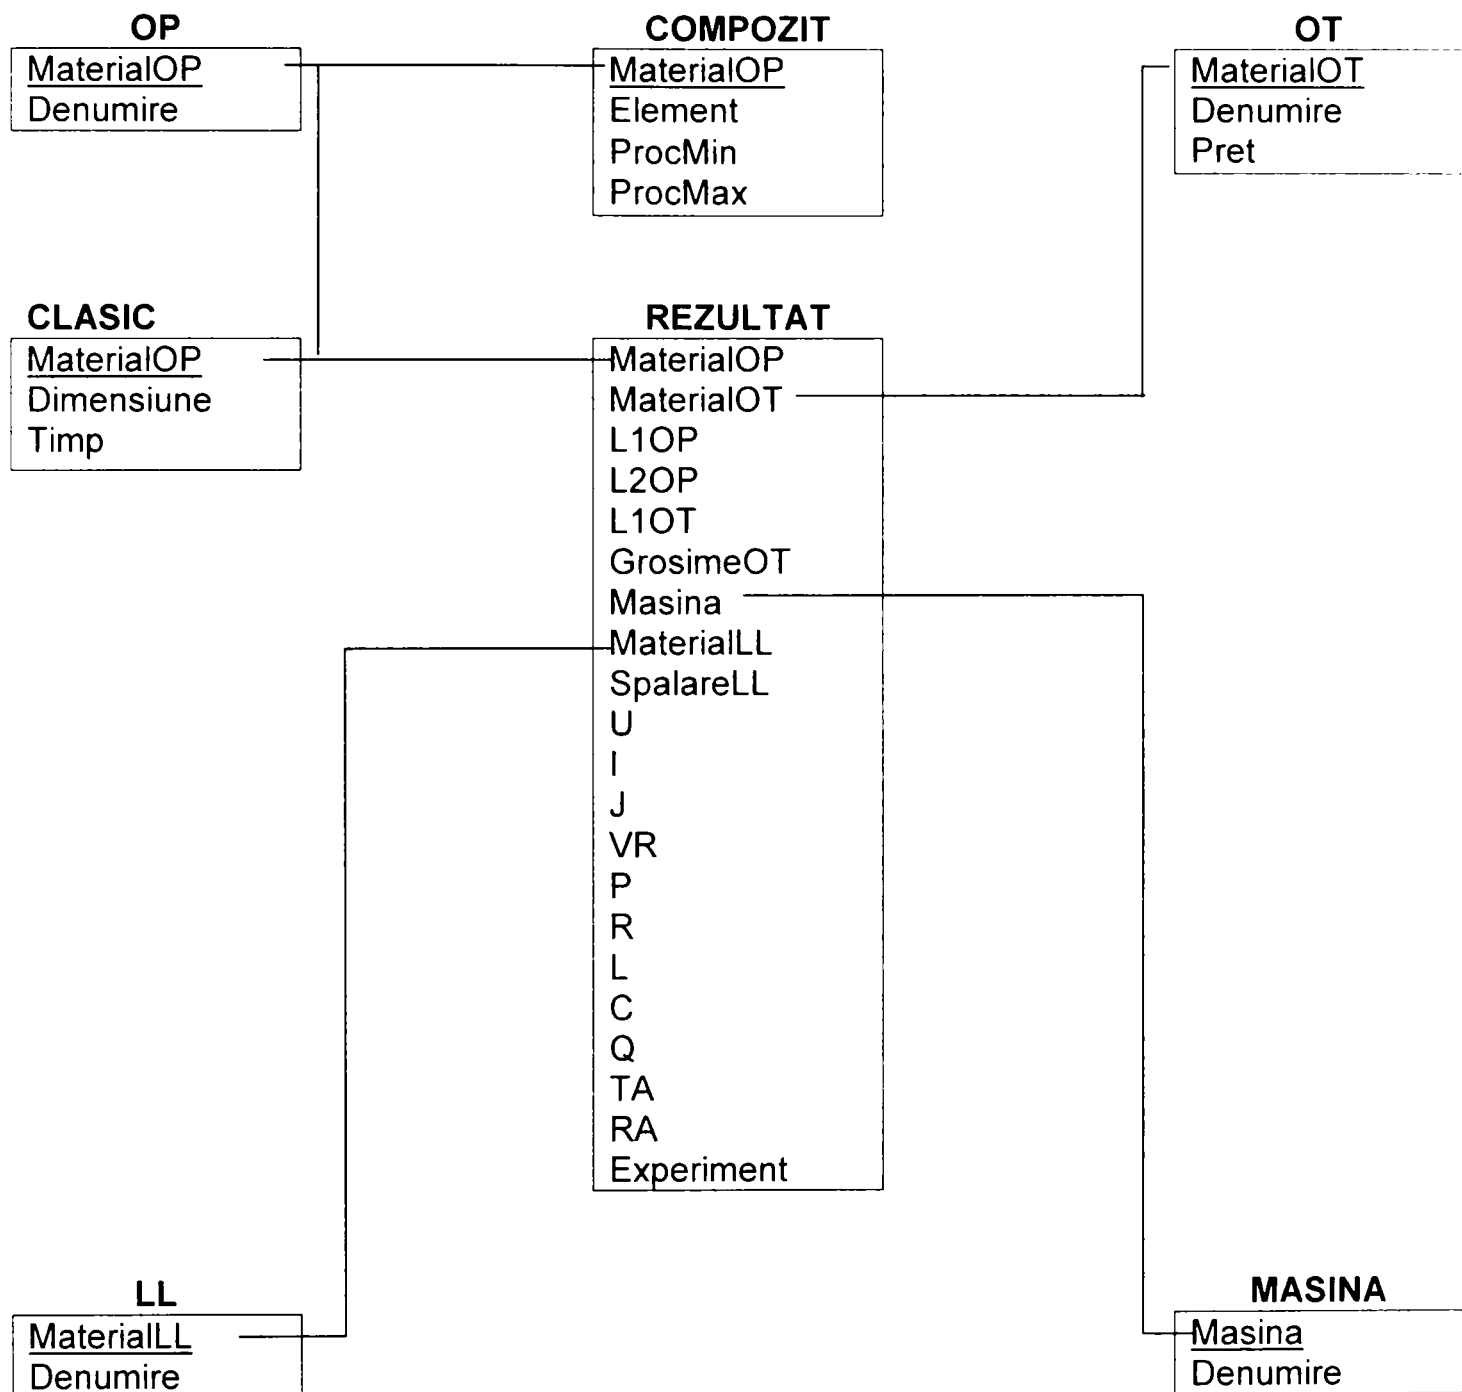 OP
MaterialOP
Denumire
COMPOZIT
MaterialOP
Element
ProcMin
ProcMax
OT
MaterialOT
Denumire
Pret
CLASIC
MaterialOP
Dimensiune
Timp
REZULTAT
MaterialOP
MaterialOT
L1OP
L2OP
L1OT
GrosimeOT
Masina
MaterialLL
SpalareLL
U
I
J
VR
P
R
L
C
Q
TA
RA
Experiment
LL
MaterialLL
Denumire
MASINA
Masina
Denumire